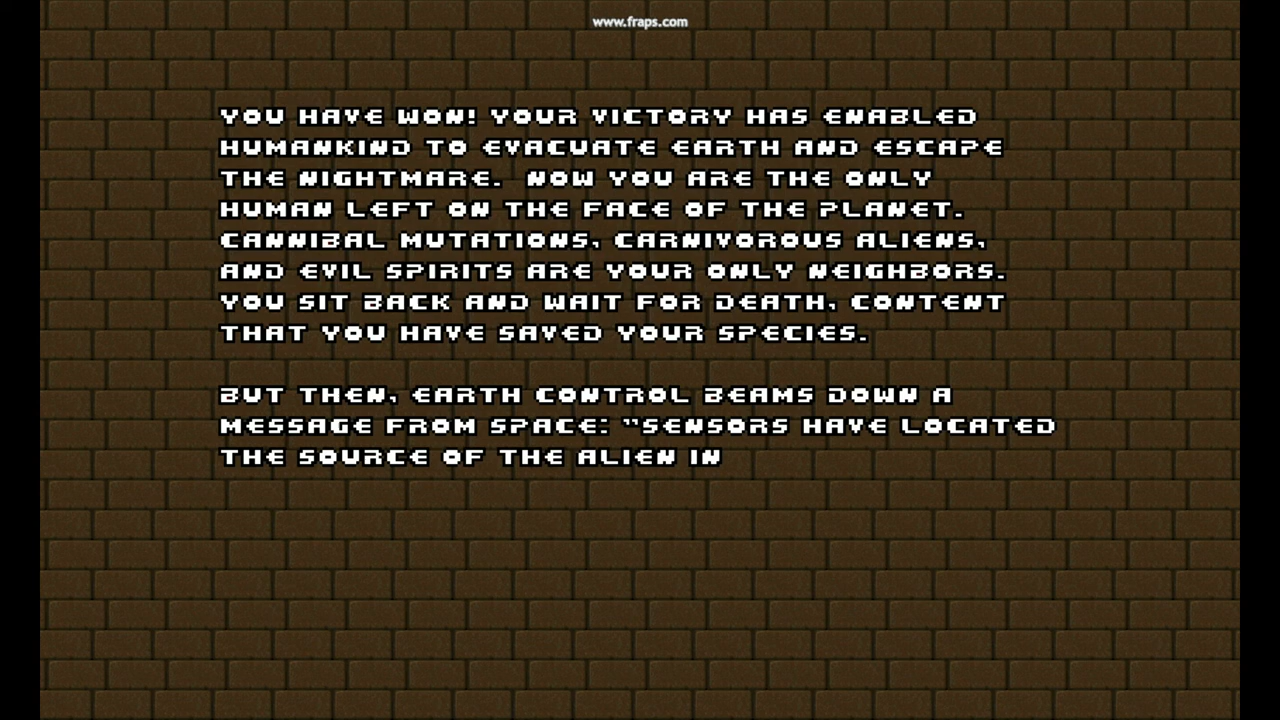 www.fraps.com
YOU HAVE WON! YOUR VICTORY HAS ENABLED
HUMANKIND TO EVACUATE EARTH AND ESCAPE
THE NIGHTMARE.  NOW YOU ARE THE ONLY
HUMAN LEFT ON THE FACE OF THE PLANET.
CANNIBAL MUTATIONS, CARNIVOROUS ALIENS,
AND EVIL SPIRITS ARE YOUR ONLY NEIGHBORS.
YOU SIT BACK AND WAIT FOR DEATH, CONTENT
THAT YOU HAVE SAVED YOUR SPECIES.
BUT THEN, EARTH CONTROL BEAMS DOWN A
MESSAGE FROM SPACE: "SENSORS HAVE LOCATED
THE SOURCE OF THE ALIEN IN